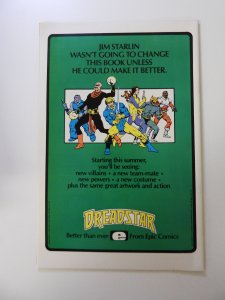 JIM STARLIN
WASN'T GOING TO CHANGE
THIS BOOK UNLESS
HE COULD MAKE IT BETTER.
Starting this summer,
you'll be seeing:
new villains • a new team-mate •
new powers • a new costume •
plus the same great artwork and action
DREADSTAR
Better than ever
From Epic Comics